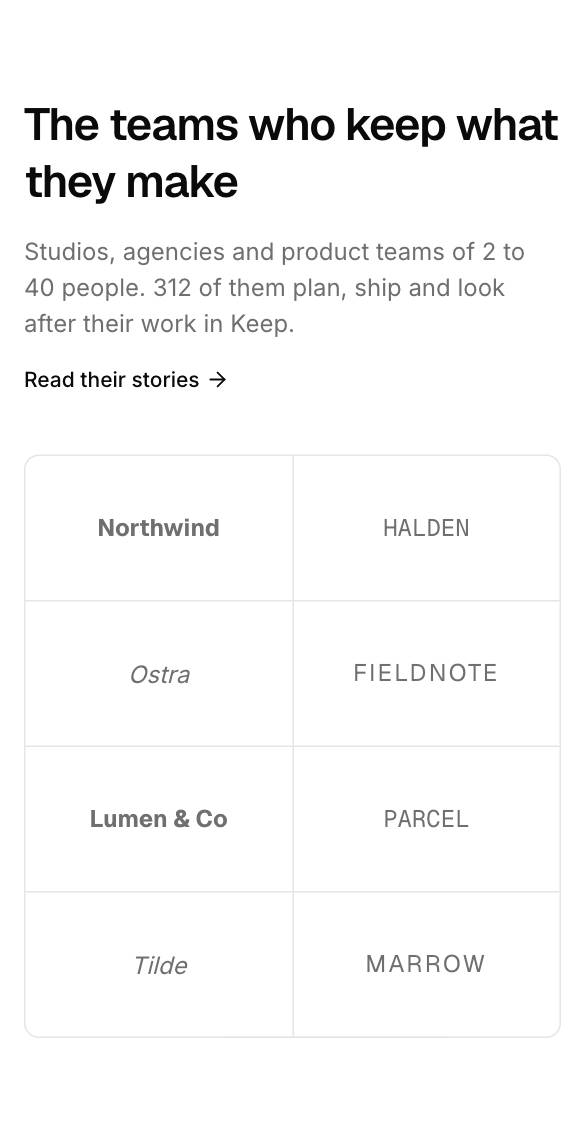 The teams who keep what
they make
Studios, agencies and product teams of 2 to
40 people. 312 of them plan, ship and look
after their work in Keep.
Read their stories →
Northwind
HALDEN
Ostra
FIELDNOTE
Lumen & Co
PARCEL
Tilde
MARROW